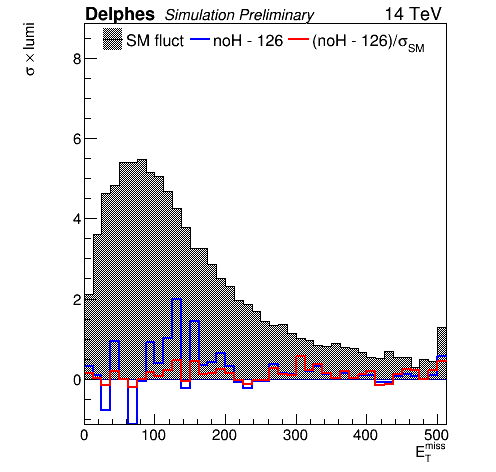 Delphes Simulation Preliminary 14 TeV
SM fluct noH - 126 (noH - 126)/σ_SM
σ × lumi
8
6
4
2
0
0 100 200 300 400 500
E_T^miss